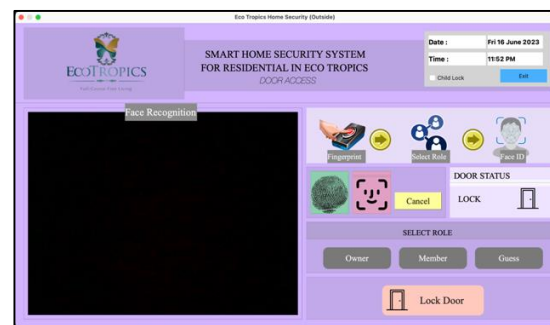 Eco Tropics Home Security (Outside)
ECOTROPICS
SMART HOME SECURITY SYSTEM
FOR RESIDENTIAL IN ECO TROPICS
DOOR ACCESS
Date :
Fri 16 June 2023
Time :
11:52 PM
Child Lock
Exit
Face Recognition
Fingerprint
Select Role
Face ID
Cancel
DOOR STATUS
LOCK
SELECT ROLE
Owner
Member
Guess
Lock Door